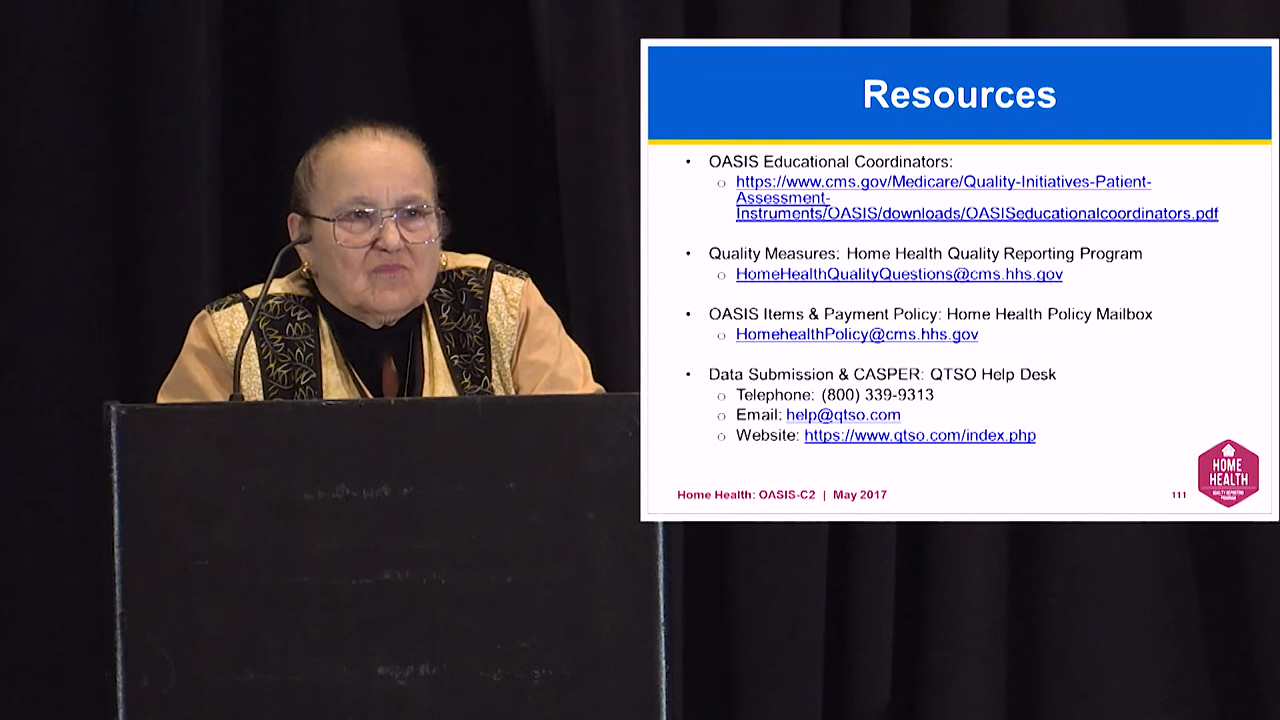 Resources
• OASIS Educational Coordinators:
o https://www.cms.gov/Medicare/Quality-Initiatives-Patient-
Assessment-
Instruments/OASIS/downloads/OASISeducationalcoordinators.pdf
• Quality Measures: Home Health Quality Reporting Program
o HomeHealthQualityQuestions@cms.hhs.gov
• OASIS Items & Payment Policy: Home Health Policy Mailbox
o HomehealthPolicy@cms.hhs.gov
• Data Submission & CASPER: QTSO Help Desk
o Telephone: (800) 339-9313
o Email: help@qtso.com
o Website: https://www.qtso.com/index.php
HOME
HEALTH
QUALITY REPORTING
PROGRAM
Home Health: OASIS-C2 | May 2017
111